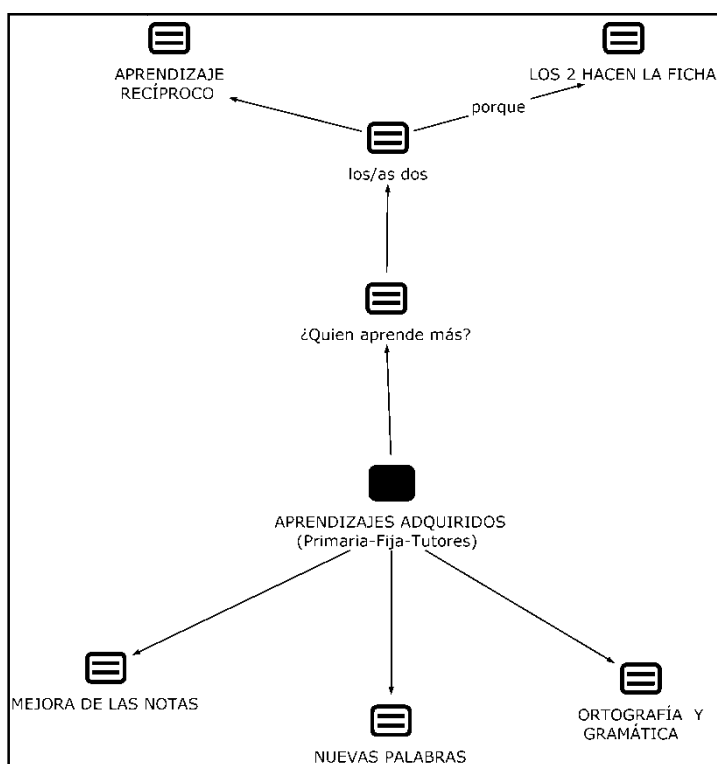 APRENDIZAJE
RECÍPROCO
LOS 2 HACEN LA FICHA
porque
los/as dos
¿Quien aprende más?
APRENDIZAJES ADQUIRIDOS
(Primaria-Fija-Tutores)
MEJORA DE LAS NOTAS
NUEVAS PALABRAS
ORTOGRAFÍA Y
GRAMÁTICA